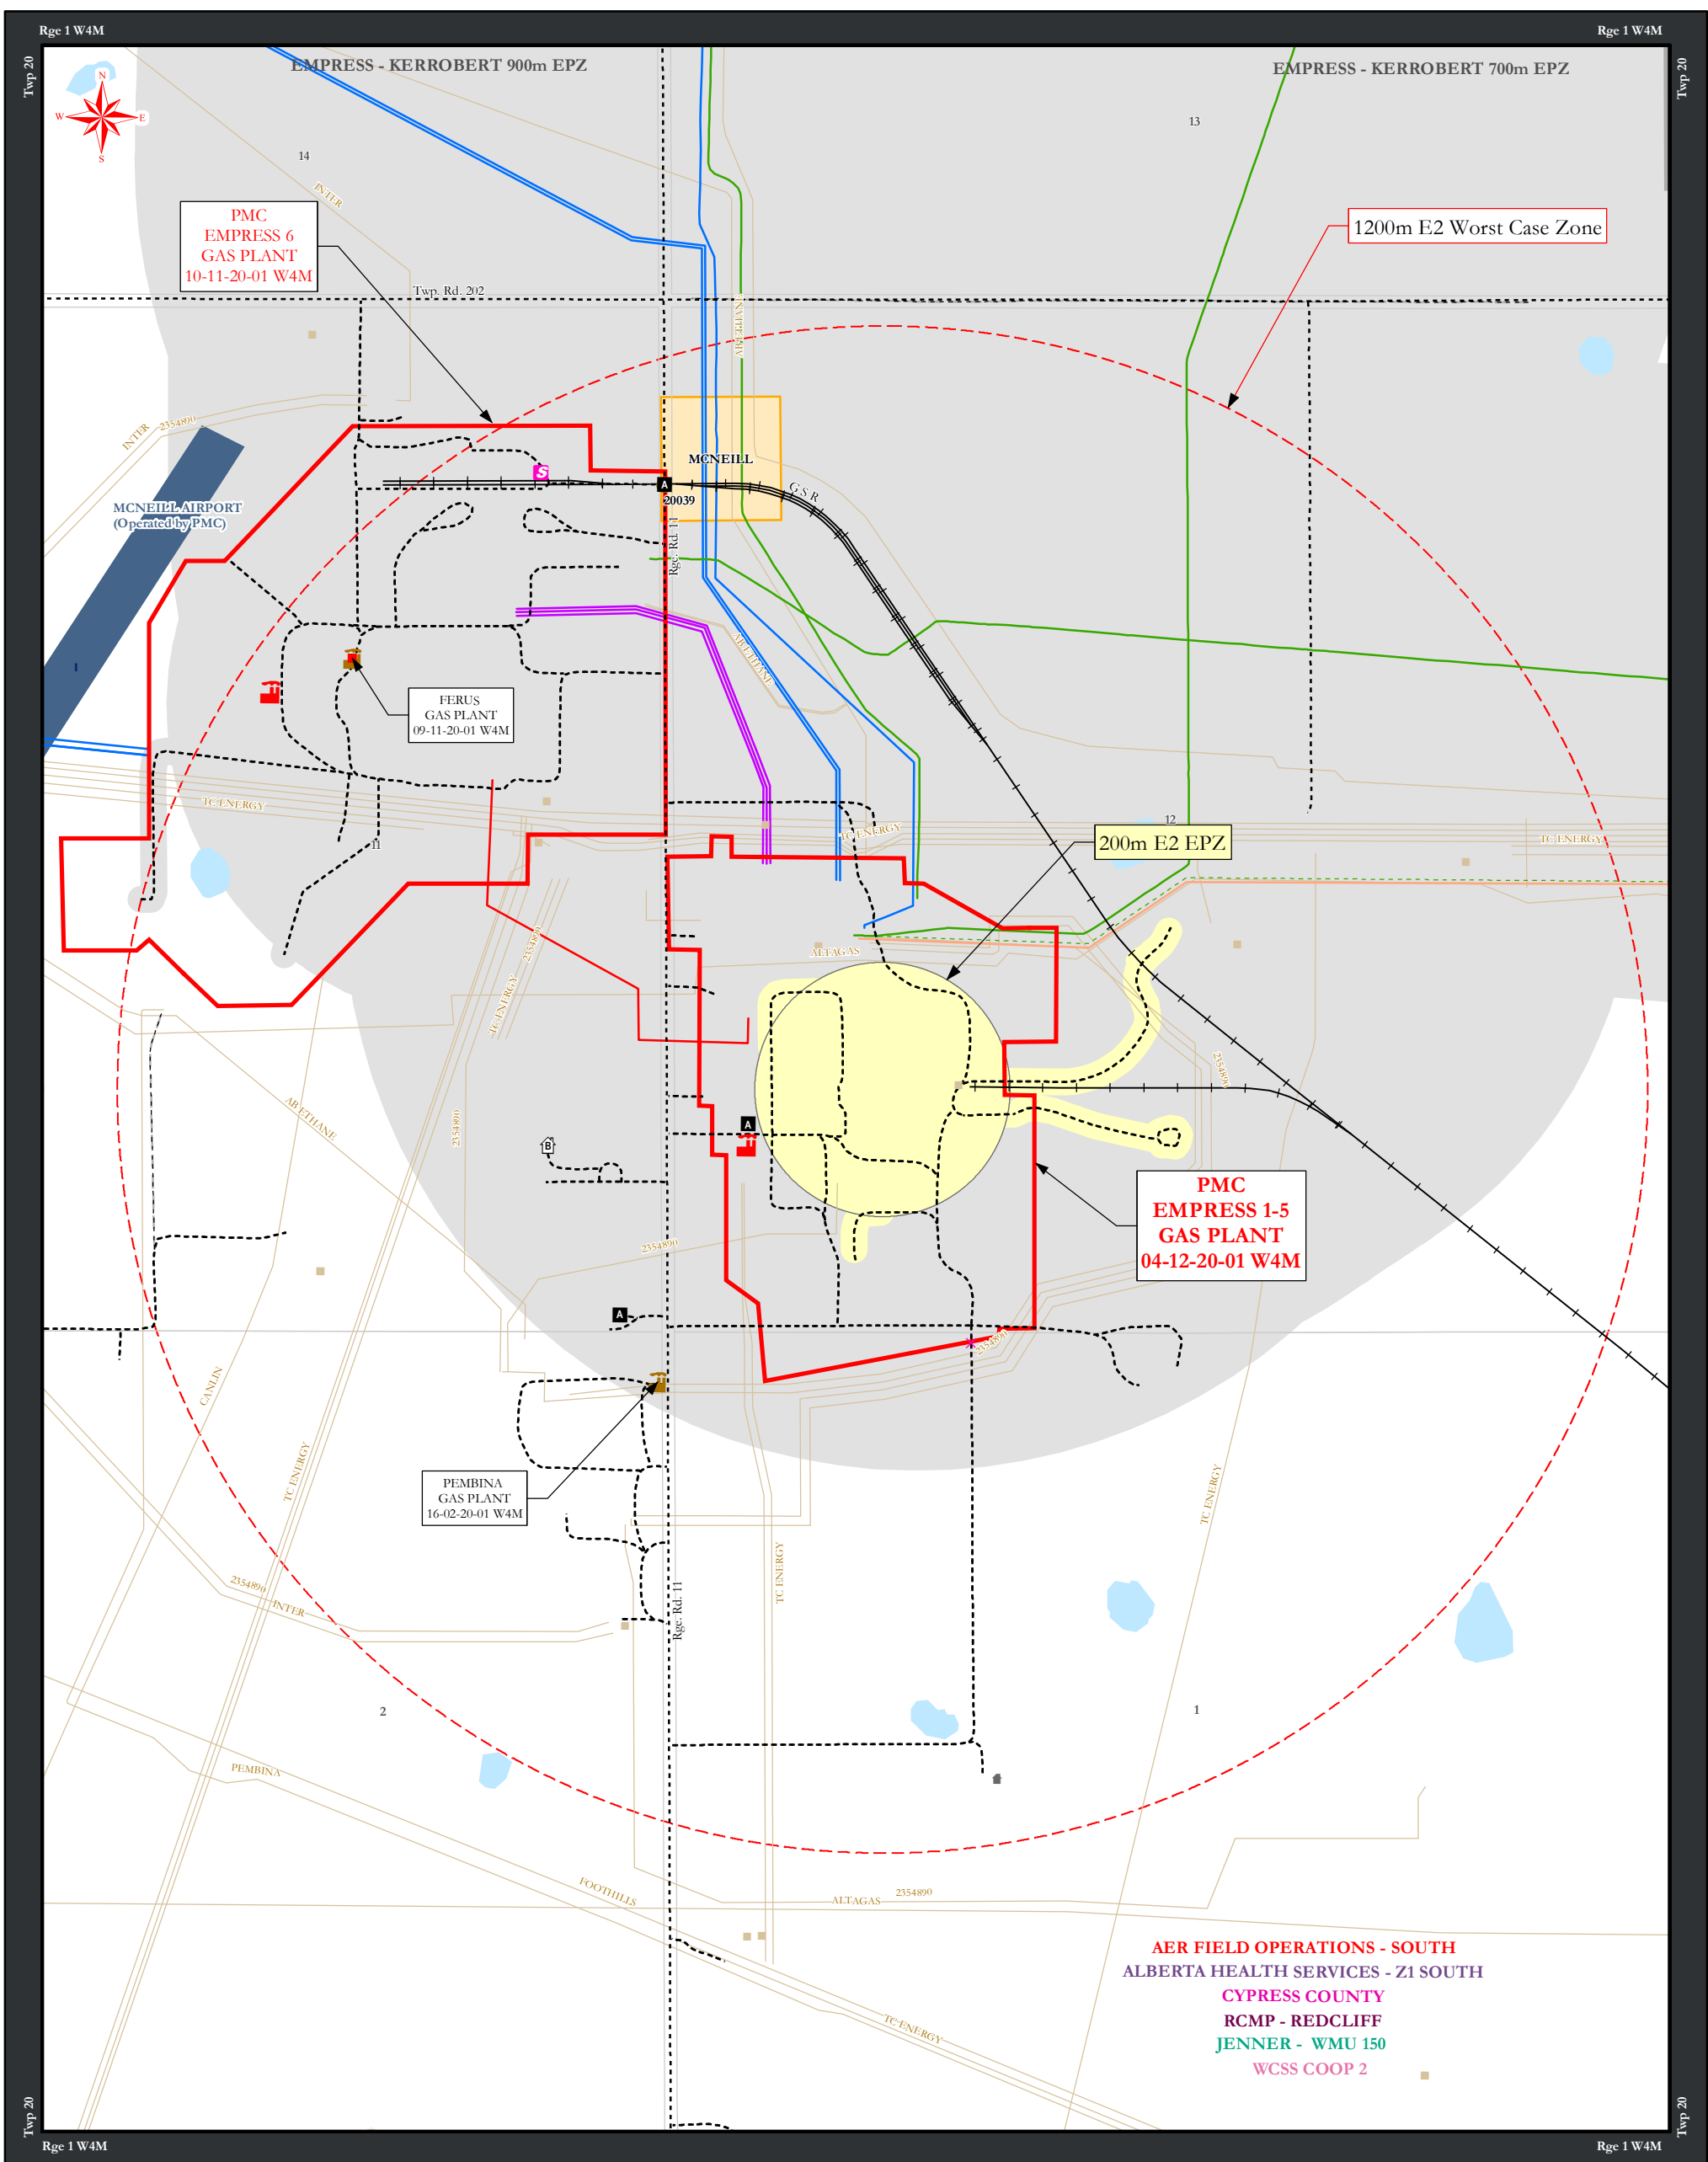 Rge 1 W4M
Rge 1 W4M
Twp 20
Twp 20
EMPRESS - KERROBERT 900m EPZ
EMPRESS - KERROBERT 700m EPZ
N
W
E
S
13
14
INTER
PMC
EMPRESS 6
GAS PLANT
10-11-20-01 W4M
1200m E2 Worst Case Zone
Twp. Rd. 202
AB ETHANE
INTER
2354890
MCNEILL
S
A
20039
G S R
MCNEILL AIRPORT
(Operated by PMC)
Rge. Rd. 11
I
AB ETHANE
FERUS
GAS PLANT
09-11-20-01 W4M
TC ENERGY
12
TC ENERGY
TC ENERGY
200m E2 EPZ
11
2354890
ALTAGAS
TC ENERGY
2354890
AB ETHANE
2354890
A
B
PMC
EMPRESS 1-5
GAS PLANT
04-12-20-01 W4M
2354890
A
2354890
CANLIN
TC ENERGY
PEMBINA
GAS PLANT
16-02-20-01 W4M
TC ENERGY
TC ENERGY
2354890
INTER
Rge. Rd. 11
2
1
PEMBINA
FOOTHILLS
ALTAGAS
2354890
TC ENERGY
AER FIELD OPERATIONS - SOUTH
ALBERTA HEALTH SERVICES - Z1 SOUTH
CYPRESS COUNTY
RCMP - REDCLIFF
JENNER - WMU 150
WCSS COOP 2
Twp 20
Twp 20
Rge 1 W4M
Rge 1 W4M